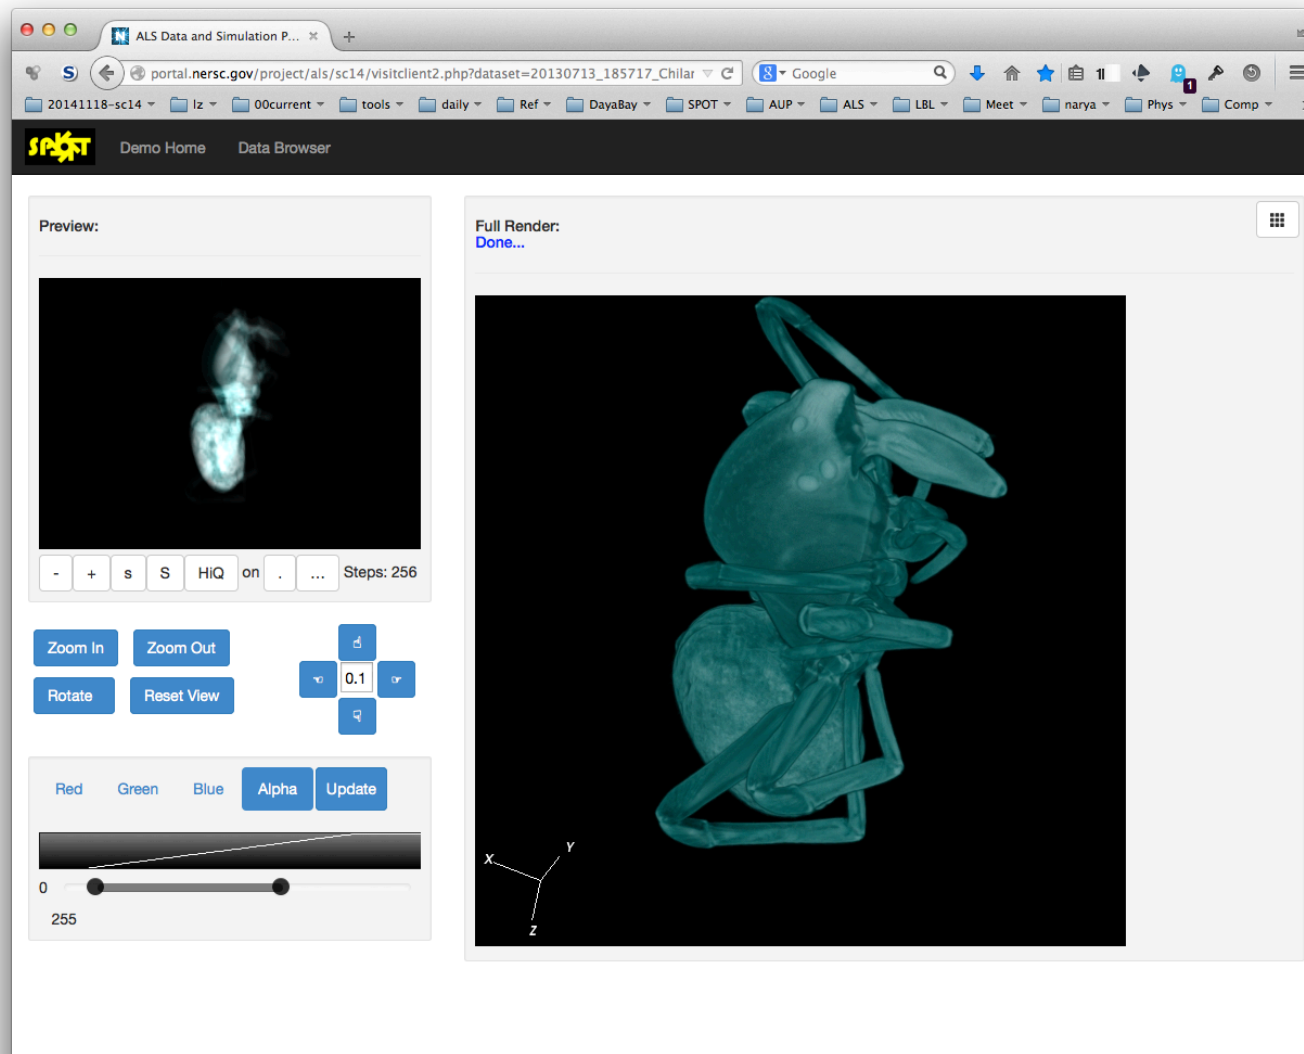 ALS Data and Simulation P...
portal.nersc.gov/project/als/sc14/visitclient2.php?dataset=20130713_185717_Chilar
Google
1
20141118-sc14 lz 00current tools daily Ref DayaBay SPOT AUP ALS LBL Meet narya Phys Comp
SPOT Demo Home Data Browser
Preview:
- + s S HiQ on . ... Steps: 256
Zoom In Zoom Out
Rotate Reset View
0.1
Red Green Blue Alpha Update
0
255
Full Render:
Done...
X Y
Z